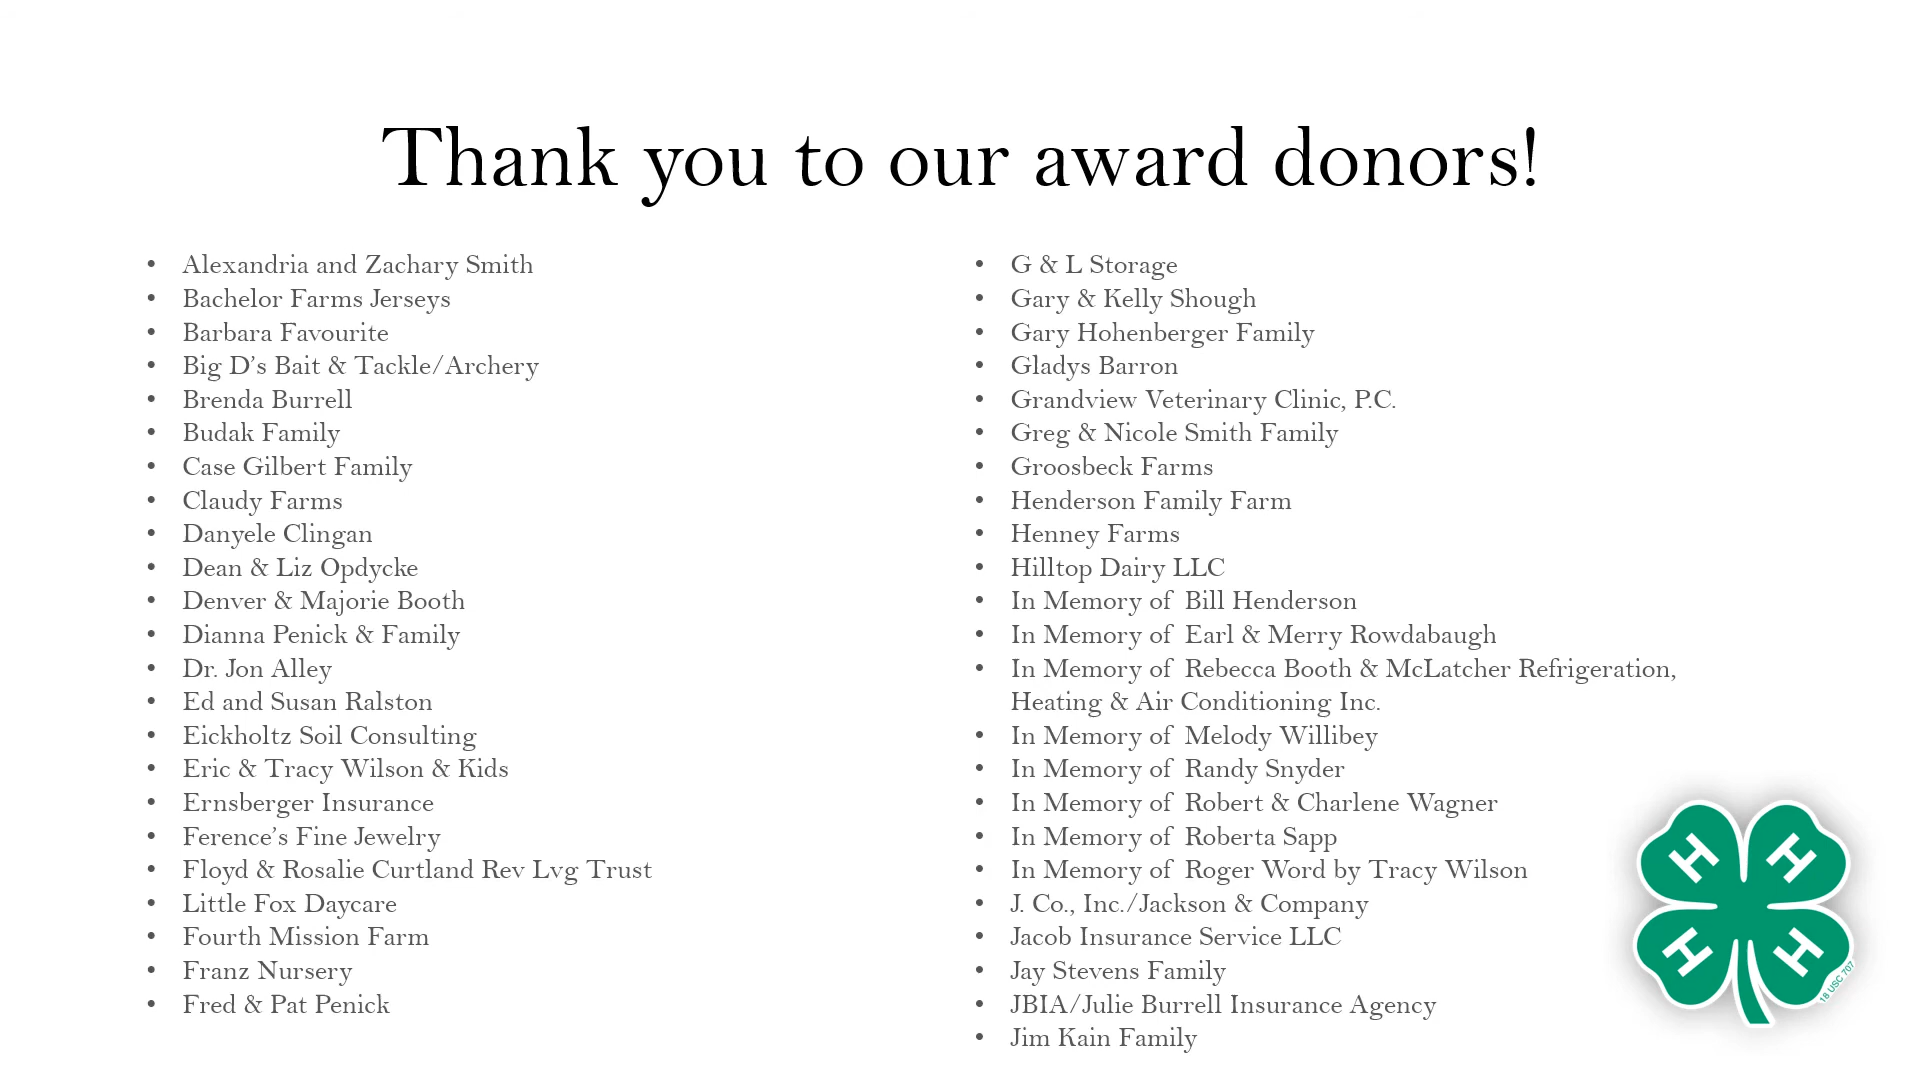 Thank you to our award donors!
• Alexandria and Zachary Smith
• Bachelor Farms Jerseys
• Barbara Favourite
• Big D’s Bait & Tackle/Archery
• Brenda Burrell
• Budak Family
• Case Gilbert Family
• Claudy Farms
• Danyele Clingan
• Dean & Liz Opdycke
• Denver & Majorie Booth
• Dianna Penick & Family
• Dr. Jon Alley
• Ed and Susan Ralston
• Eickholtz Soil Consulting
• Eric & Tracy Wilson & Kids
• Ernsberger Insurance
• Ference’s Fine Jewelry
• Floyd & Rosalie Curtland Rev Lvg Trust
• Little Fox Daycare
• Fourth Mission Farm
• Franz Nursery
• Fred & Pat Penick
• G & L Storage
• Gary & Kelly Shough
• Gary Hohenberger Family
• Gladys Barron
• Grandview Veterinary Clinic, P.C.
• Greg & Nicole Smith Family
• Groosbeck Farms
• Henderson Family Farm
• Henney Farms
• Hilltop Dairy LLC
• In Memory of Bill Henderson
• In Memory of Earl & Merry Rowdabaugh
• In Memory of Rebecca Booth & McLatcher Refrigeration,
Heating & Air Conditioning Inc.
• In Memory of Melody Willibey
• In Memory of Randy Snyder
• In Memory of Robert & Charlene Wagner
• In Memory of Roberta Sapp
• In Memory of Roger Word by Tracy Wilson
• J. Co., Inc./Jackson & Company
• Jacob Insurance Service LLC
• Jay Stevens Family
• JBIA/Julie Burrell Insurance Agency
• Jim Kain Family
H H
H H
18 USC 707